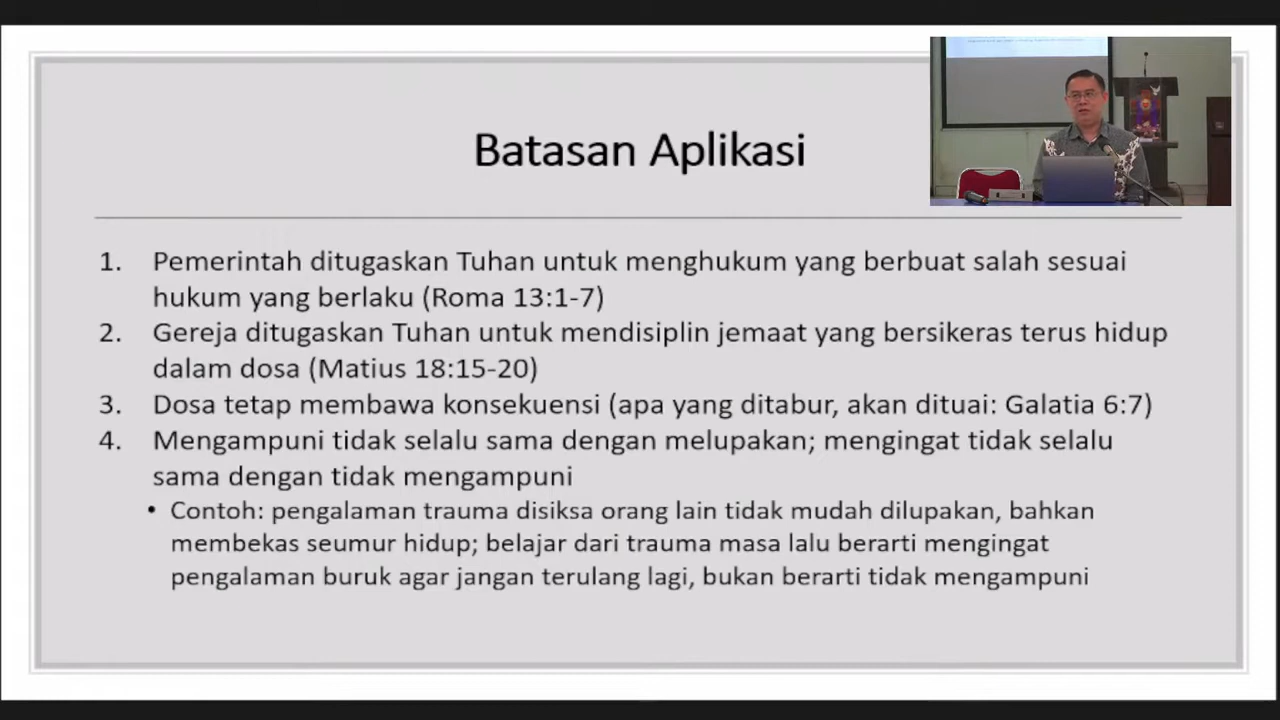 Batasan Aplikasi
1. Pemerintah ditugaskan Tuhan untuk menghukum yang berbuat salah sesuai
hukum yang berlaku (Roma 13:1-7)
2. Gereja ditugaskan Tuhan untuk mendisiplin jemaat yang bersikeras terus hidup
dalam dosa (Matius 18:15-20)
3. Dosa tetap membawa konsekuensi (apa yang ditabur, akan dituai: Galatia 6:7)
4. Mengampuni tidak selalu sama dengan melupakan; mengingat tidak selalu
sama dengan tidak mengampuni
• Contoh: pengalaman trauma disiksa orang lain tidak mudah dilupakan, bahkan
membekas seumur hidup; belajar dari trauma masa lalu berarti mengingat
pengalaman buruk agar jangan terulang lagi, bukan berarti tidak mengampuni